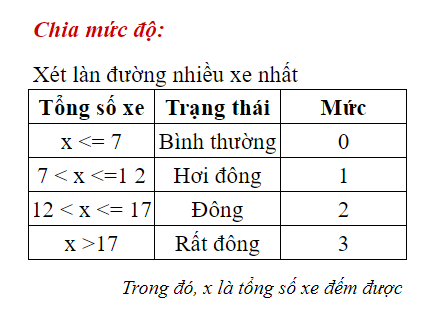 Chia mức độ:
Xét làn đường nhiều xe nhất
Tổng số xe Trạng thái Mức
x <= 7 Bình thường 0
7 < x <=1 2 Hơi đông 1
12 < x <= 17 Đông 2
x >17 Rất đông 3
Trong đó, x là tổng số xe đếm được